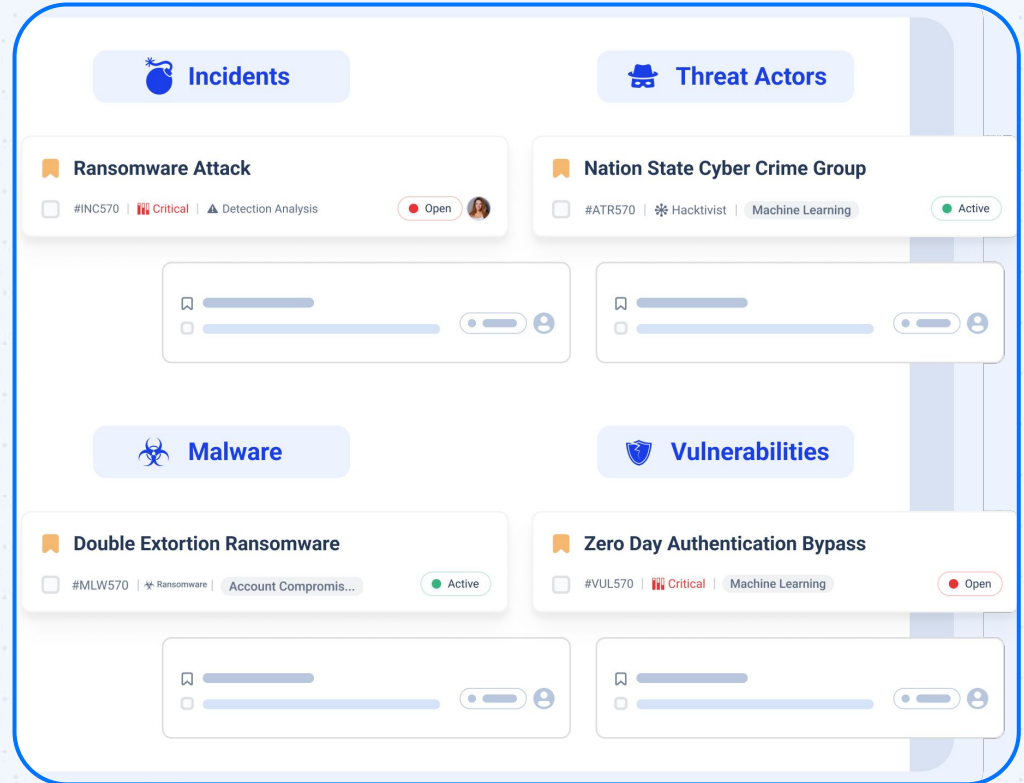 Incidents
Threat Actors
Ransomware Attack
#INC570 | Critical | Detection Analysis
Open
Nation State Cyber Crime Group
#ATR570 | Hacktivist | Machine Learning
Active
Malware
Vulnerabilities
Double Extortion Ransomware
#MLW570 | Ransomware | Account Compromis...
Active
Zero Day Authentication Bypass
#VUL570 | Critical | Machine Learning
Open